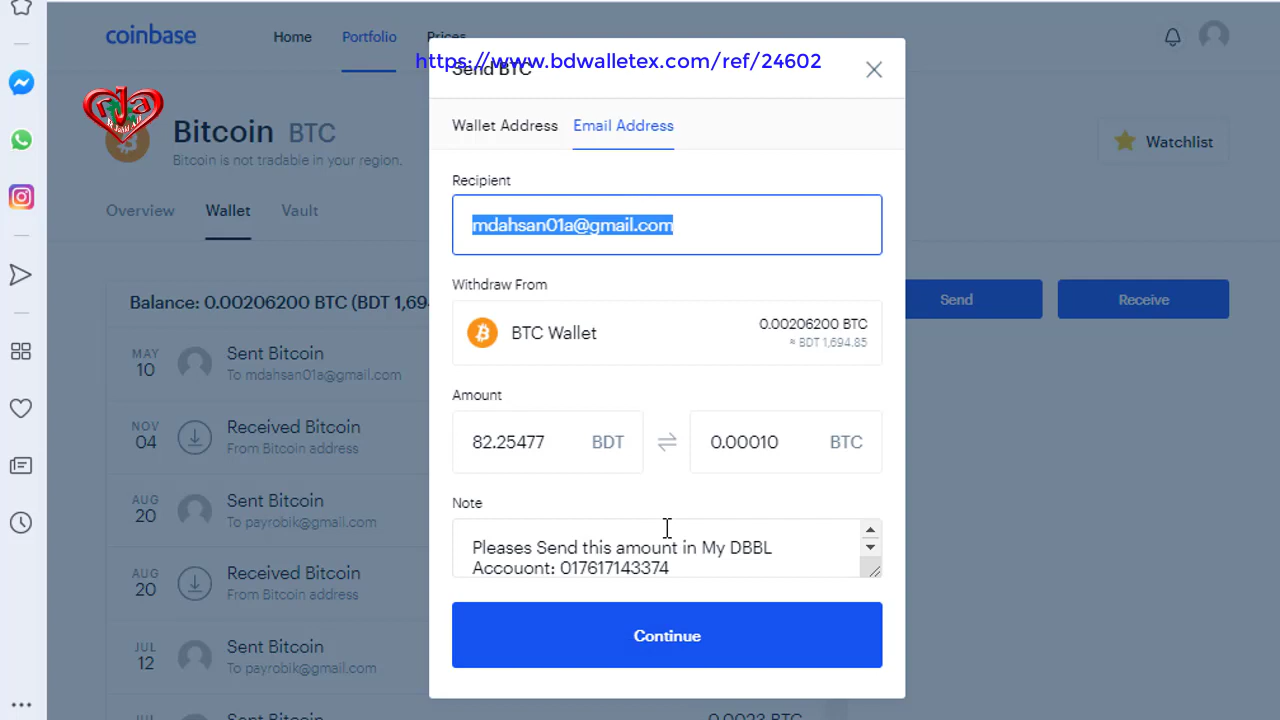 coinbase
Home
Portfolio
Prices
https://www.bdwalletex.com/ref/24602
Send BTC
Bitcoin BTC
Bitcoin is not tradable in your region.
Watchlist
Overview
Wallet
Vault
Balance: 0.00206200 BTC (BDT 1,694
MAY
10
Sent Bitcoin
To mdahsan01a@gmail.com
NOV
04
Received Bitcoin
From Bitcoin address
AUG
20
Sent Bitcoin
To payrobik@gmail.com
AUG
20
Received Bitcoin
From Bitcoin address
JUL
12
Sent Bitcoin
To payrobik@gmail.com
JUL
Sent Bitcoin
0.0023 BTC
Wallet Address
Email Address
Recipient
mdahsan01a@gmail.com
Withdraw From
BTC Wallet
0.00206200 BTC
≈ BDT 1,694.85
Amount
82.25477 BDT
0.00010 BTC
Note
Pleases Send this amount in My DBBL
Accouount: 017617143374
Continue
Send
Receive